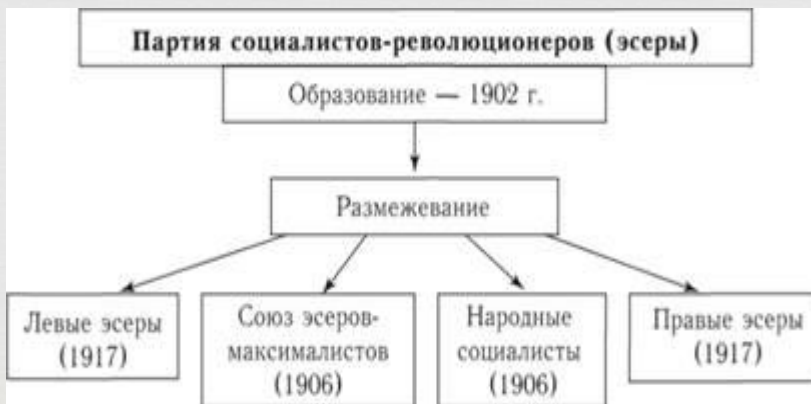 Партия социалистов-революционеров (эсеры)
Образование — 1902 г.
Размежевание
Левые эсеры
(1917)
Союз эсеров-
максималистов
(1906)
Народные
социалисты
(1906)
Правые эсеры
(1917)